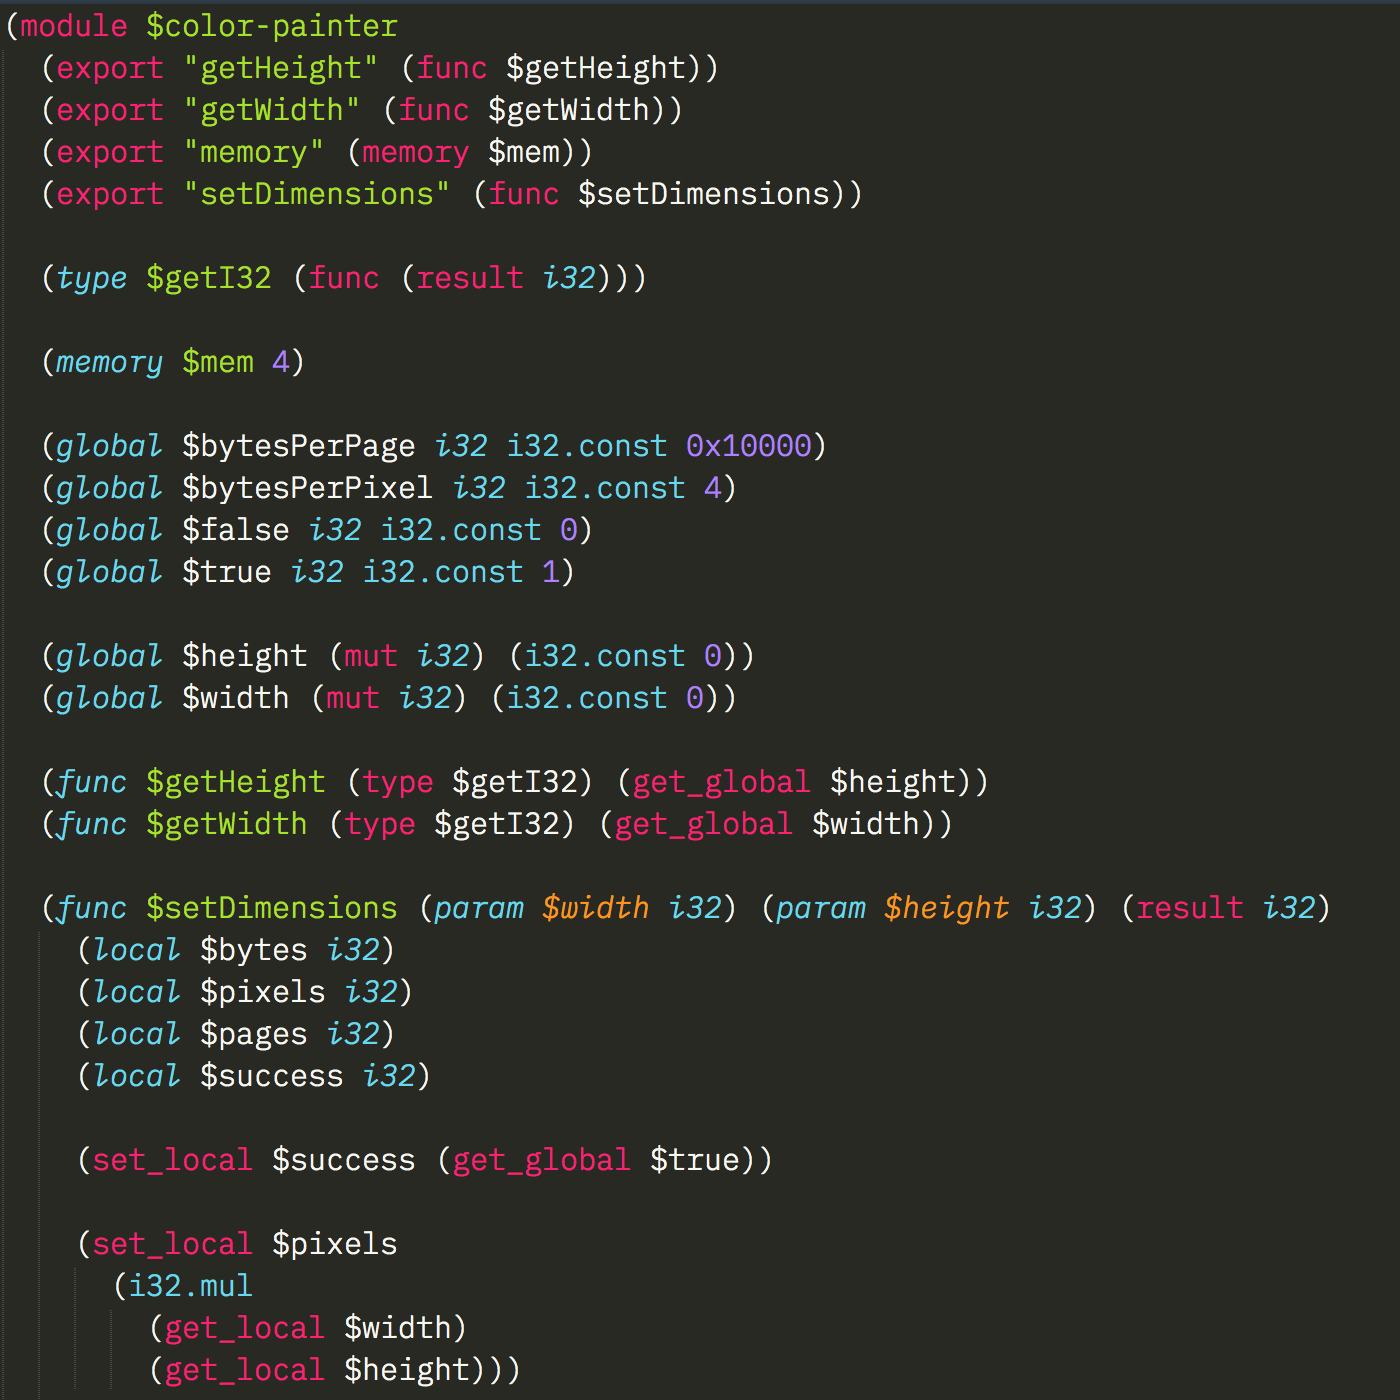 (module $color-painter
  (export "getHeight" (func $getHeight))
  (export "getWidth" (func $getWidth))
  (export "memory" (memory $mem))
  (export "setDimensions" (func $setDimensions))

  (type $getI32 (func (result i32)))

  (memory $mem 4)

  (global $bytesPerPage i32 i32.const 0x10000)
  (global $bytesPerPixel i32 i32.const 4)
  (global $false i32 i32.const 0)
  (global $true i32 i32.const 1)

  (global $height (mut i32) (i32.const 0))
  (global $width (mut i32) (i32.const 0))

  (func $getHeight (type $getI32) (get_global $height))
  (func $getWidth (type $getI32) (get_global $width))

  (func $setDimensions (param $width i32) (param $height i32) (result i32)
    (local $bytes i32)
    (local $pixels i32)
    (local $pages i32)
    (local $success i32)

    (set_local $success (get_global $true))

    (set_local $pixels
      (i32.mul
        (get_local $width)
        (get_local $height)))